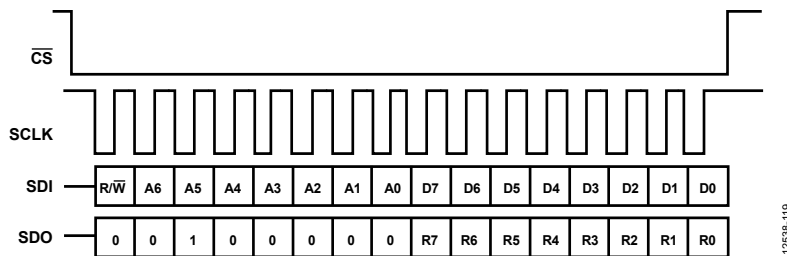 CS
SCLK
SDI R/W A6 A5 A4 A3 A2 A1 A0 D7 D6 D5 D4 D3 D2 D1 D0
SDO 0 0 1 0 0 0 0 0 R7 R6 R5 R4 R3 R2 R1 R0
12538-119